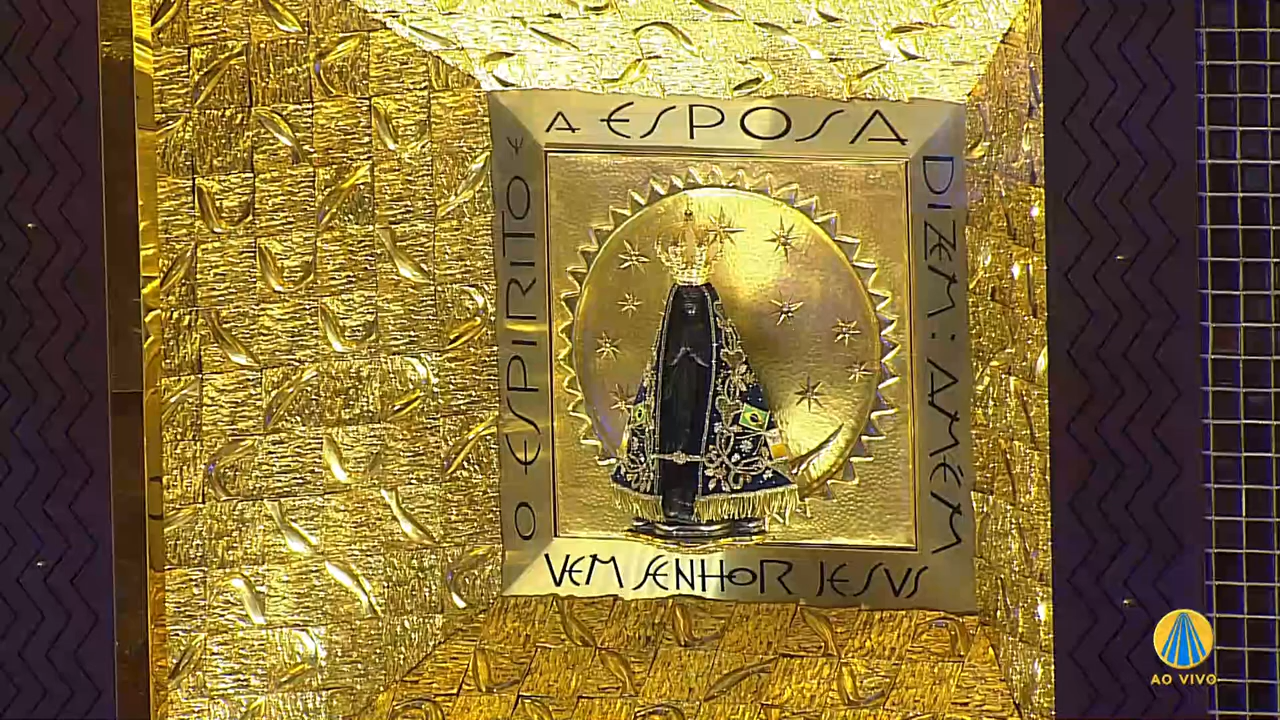 O ESPIRITO E
A ESPOSA
DIZEM: AMÉM
VEM SENHOR JESUS
AO VIVO